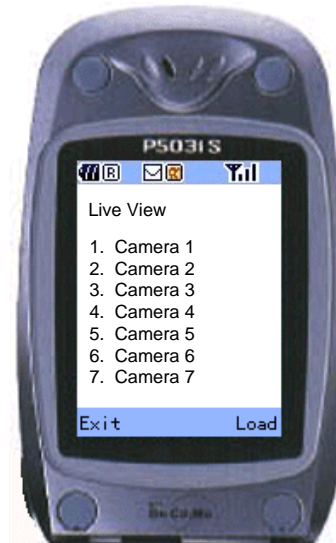 P503i S
R
Live View
1. Camera 1
2. Camera 2
3. Camera 3
4. Camera 4
5. Camera 5
6. Camera 6
7. Camera 7
Exit Load